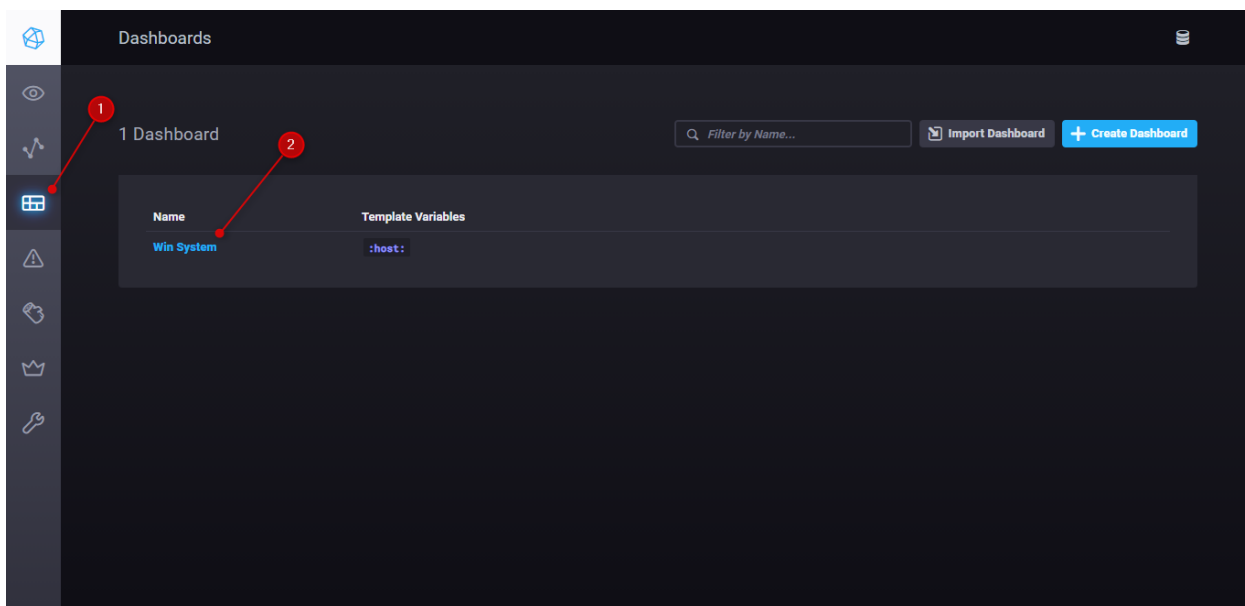 Dashboards
1
1 Dashboard
2
Filter by Name...
Import Dashboard
Create Dashboard
Name Template Variables
Win System :host: